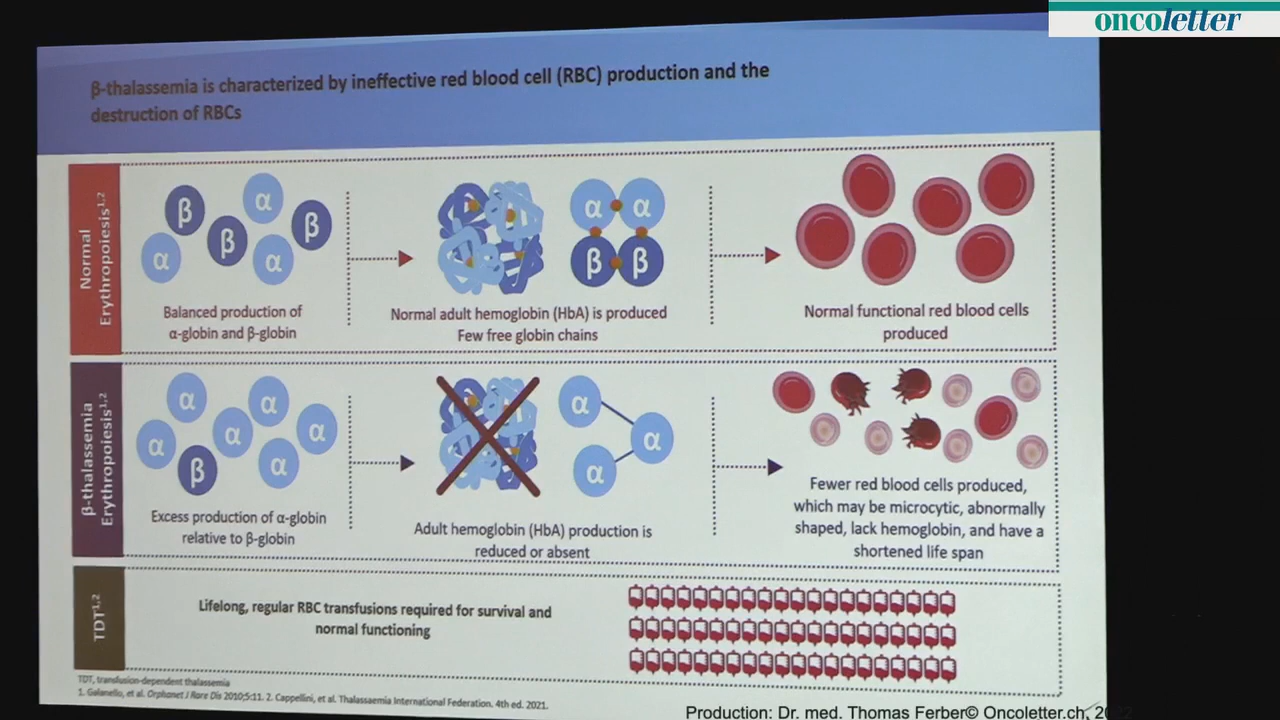 oncoletter
β-thalassemia is characterized by ineffective red blood cell (RBC) production and the
destruction of RBCs
Normal
Erythropoiesis1,2
β
α
β
β
α
α
Balanced production of
α-globin and β-globin
α α
β β
Normal adult hemoglobin (HbA) is produced
Few free globin chains
Normal functional red blood cells
produced
β-thalassemia
Erythropoiesis1,2
α
α
α
α
α
β
α
Excess production of α-globin
relative to β-globin
α
α
α
Adult hemoglobin (HbA) production is
reduced or absent
Fewer red blood cells produced,
which may be microcytic, abnormally
shaped, lack hemoglobin, and have a
shortened life span
TDT1,2
Lifelong, regular RBC transfusions required for survival and
normal functioning
TDT, transfusion-dependent thalassemia
1. Galanello, et al. Orphanet J Rare Dis 2010;5:11. 2. Cappellini, et al. Thalassaemia International Federation. 4th ed. 2021.
Production: Dr. med. Thomas Ferber© Oncoletter.ch,